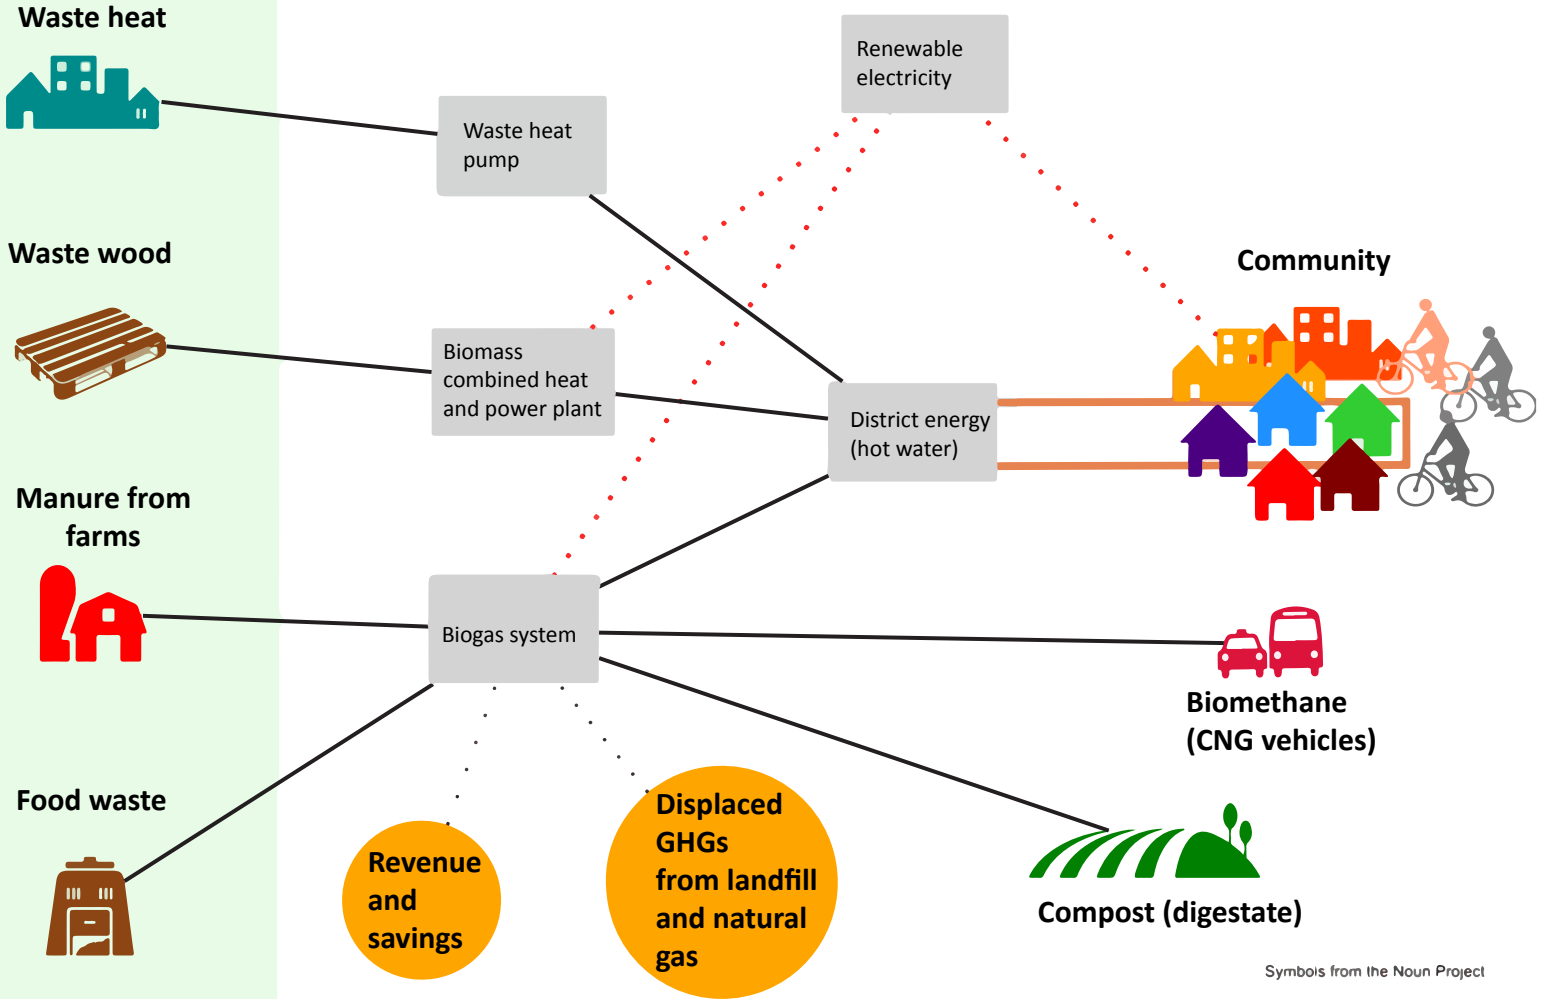 Waste heat
Renewable
electricity
Waste heat
pump
Waste wood
Community
Biomass
combined heat
and power plant
District energy
(hot water)
Manure from
farms
Biogas system
Biomethane
(CNG vehicles)
Food waste
Revenue
and
savings
Displaced
GHGs
from landfill
and natural
gas
Compost (digestate)
Symbols from the Noun Project